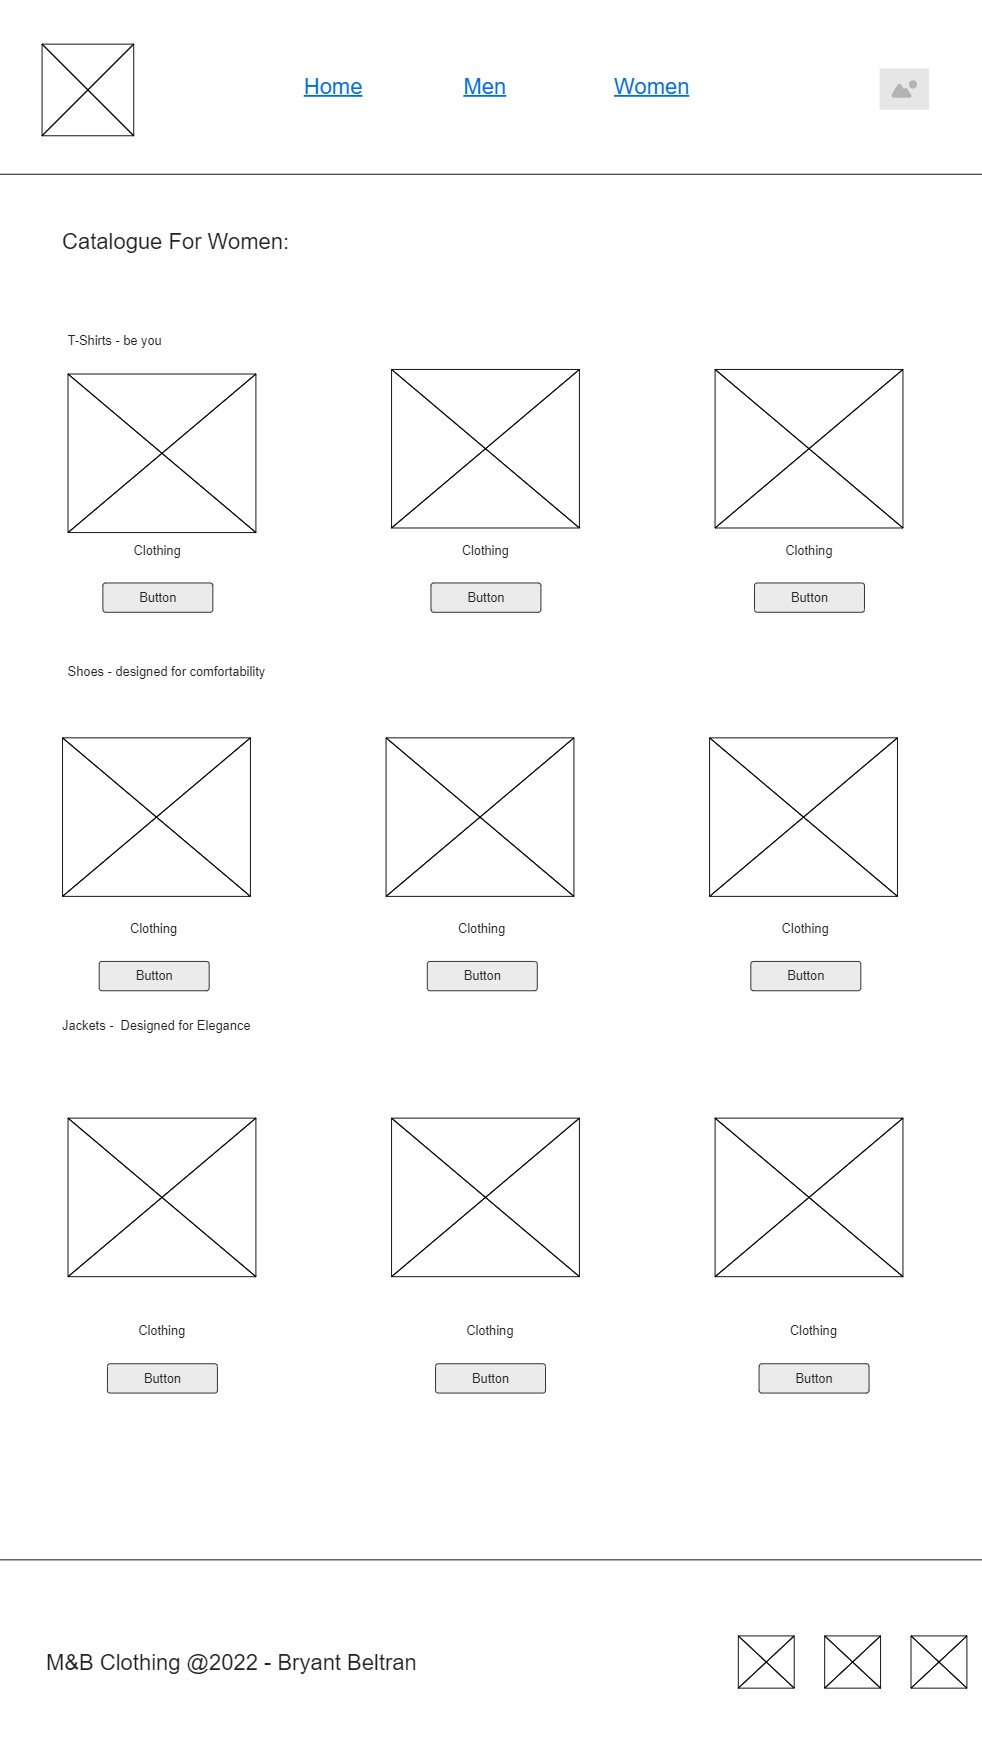 Home Men Women
Catalogue For Women:
T-Shirts - be you
Clothing Clothing Clothing
Button Button Button
Shoes - designed for comfortability
Clothing Clothing Clothing
Button Button Button
Jackets -  Designed for Elegance
Clothing Clothing Clothing
Button Button Button
M&B Clothing @2022 - Bryant Beltran